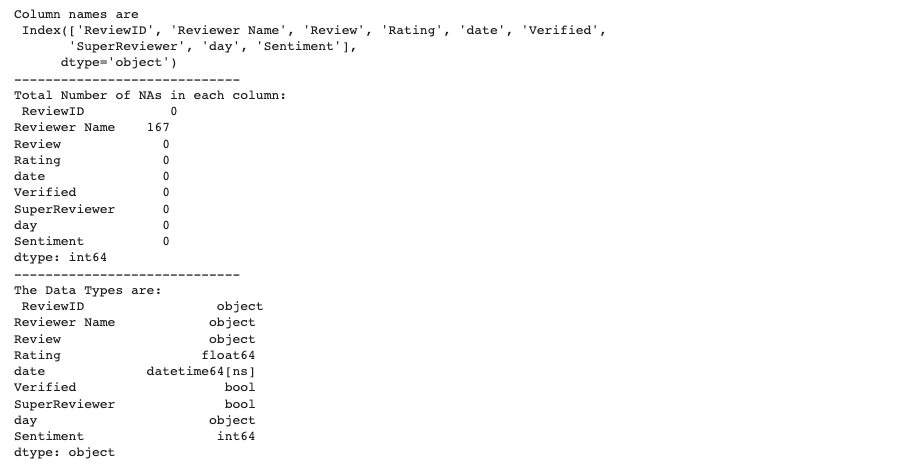 Column names are
 Index(['ReviewID', 'Reviewer Name', 'Review', 'Rating', 'date', 'Verified',
       'SuperReviewer', 'day', 'Sentiment'],
      dtype='object')
-----------------------------
Total Number of NAs in each column:
 ReviewID           0
Reviewer Name    167
Review             0
Rating             0
date               0
Verified           0
SuperReviewer      0
day                0
Sentiment          0
dtype: int64
-----------------------------
The Data Types are:
 ReviewID                 object
Reviewer Name            object
Review                   object
Rating                  float64
date             datetime64[ns]
Verified                   bool
SuperReviewer              bool
day                      object
Sentiment                 int64
dtype: object